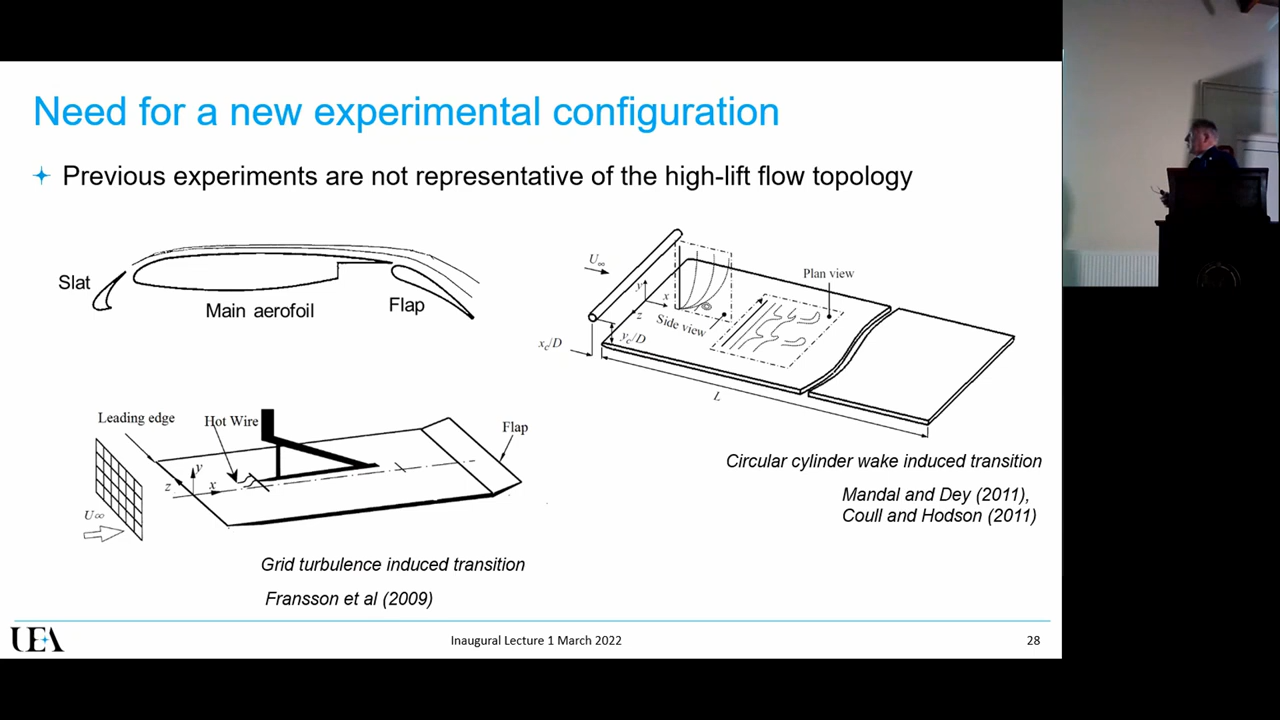 Need for a new experimental configuration
Previous experiments are not representative of the high-lift flow topology
Slat
Main aerofoil
Flap
U∞
y
x
z
Side view
Plan view
x_c/D
y_c/D
L
Leading edge
Hot Wire
Flap
y
z
x
U∞
Circular cylinder wake induced transition
Mandal and Dey (2011),
Coull and Hodson (2011)
Grid turbulence induced transition
Fransson et al (2009)
UEA
Inaugural Lecture 1 March 2022
28